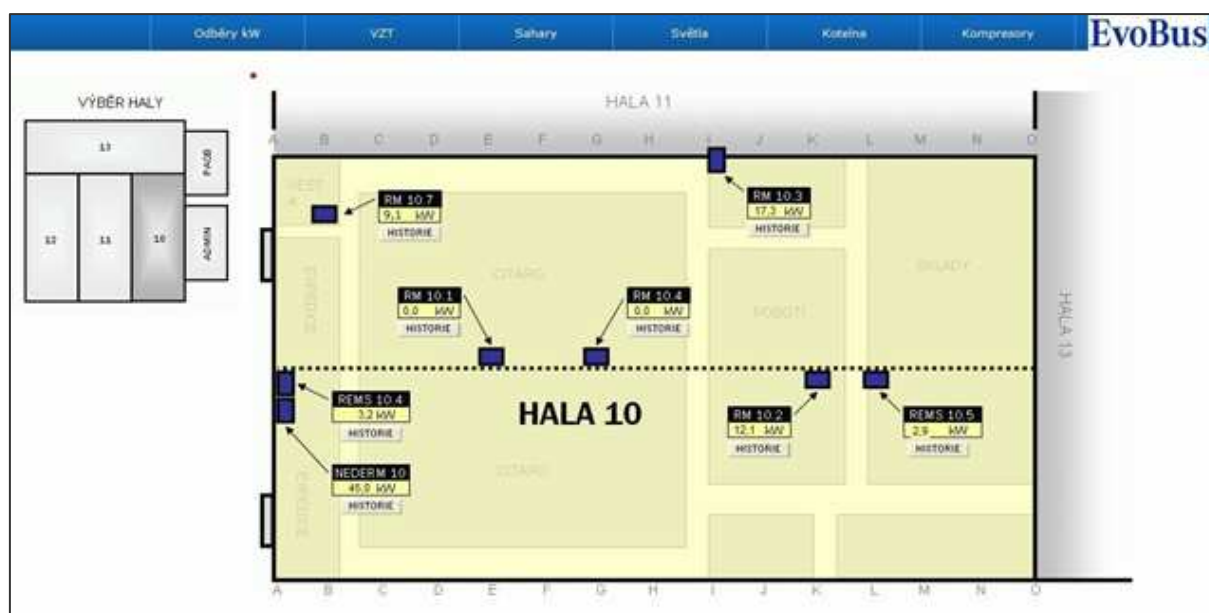 Odběry kW VZT Sahary Světla Kotelna Kompresory EvoBus
VÝBĚR HALY
13
PAOB
12 11 10
ADMIN
HALA 11
A B C D E F G H I J K L M N O
RM 10.7
9,1 kW
HISTORIE
RM 10.3
17,3 kW
HISTORIE
CITARO
SKLADY
RM 10.1
0,0 kW
HISTORIE
RM 10.4
0,0 kW
HISTORIE
ROBOTI
HALA 13
REMS 10.4
3,2 kW
HISTORIE
HALA 10
RM 10.2
12,1 kW
HISTORIE
REMS 10.5
2,9 kW
HISTORIE
NEDERM 10
45,0 kW
HISTORIE
CITARO
A B C D E F G H I J K L M N O